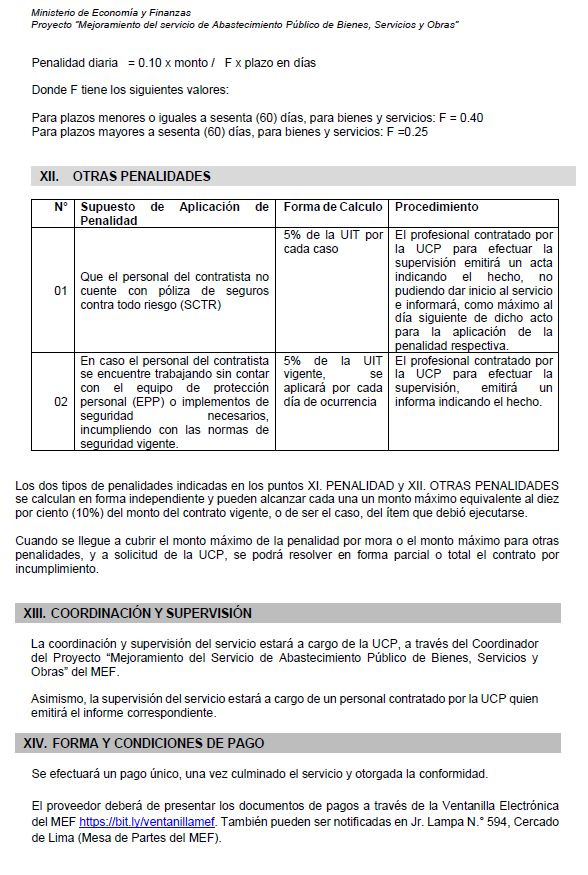 Ministerio de Economía y Finanzas
Proyecto "Mejoramiento del servicio de Abastecimiento Público de Bienes, Servicios y Obras"
Penalidad diaria = 0.10 x monto / F x plazo en días
Donde F tiene los siguientes valores:
Para plazos menores o iguales a sesenta (60) días, para bienes y servicios: F = 0.40
Para plazos mayores a sesenta (60) días, para bienes y servicios: F =0.25
XII. OTRAS PENALIDADES
N° Supuesto de Aplicación de Penalidad Forma de Calculo Procedimiento
01
Que el personal del contratista no
cuente con póliza de seguros
contra todo riesgo (SCTR)
5% de la UIT por
cada caso
El profesional contratado por
la UCP para efectuar la
supervisión emitirá un acta
indicando el hecho, no
pudiendo dar inicio al servicio
e informará, como máximo al
día siguiente de dicho acto
para la aplicación de la
penalidad respectiva.
02
En caso el personal del contratista
se encuentre trabajando sin contar
con el equipo de protección
personal (EPP) o implementos de
seguridad necesarios,
incumpliendo con las normas de
seguridad vigente.
5% de la UIT
vigente, se
aplicará por cada
día de ocurrencia
El profesional contratado por
la UCP para efectuar la
supervisión, emitirá un
informa indicando el hecho.
Los dos tipos de penalidades indicadas en los puntos XI. PENALIDAD y XII. OTRAS PENALIDADES
se calculan en forma independiente y pueden alcanzar cada una un monto máximo equivalente al diez
por ciento (10%) del monto del contrato vigente, o de ser el caso, del ítem que debió ejecutarse.
Cuando se llegue a cubrir el monto máximo de la penalidad por mora o el monto máximo para otras
penalidades, y a solicitud de la UCP, se podrá resolver en forma parcial o total el contrato por
incumplimiento.
XIII. COORDINACIÓN Y SUPERVISIÓN
La coordinación y supervisión del servicio estará a cargo de la UCP, a través del Coordinador
del Proyecto "Mejoramiento del Servicio de Abastecimiento Público de Bienes, Servicios y
Obras" del MEF.
Asimismo, la supervisión del servicio estará a cargo de un personal contratado por la UCP quien
emitirá el informe correspondiente.
XIV. FORMA Y CONDICIONES DE PAGO
Se efectuará un pago único, una vez culminado el servicio y otorgada la conformidad.
El proveedor deberá de presentar los documentos de pagos a través de la Ventanilla Electrónica
del MEF https://bit.ly/ventanillamef. También pueden ser notificadas en Jr. Lampa N.° 594, Cercado
de Lima (Mesa de Partes del MEF).